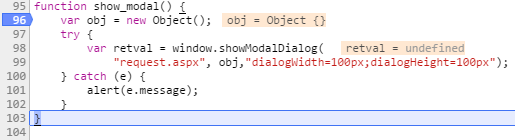 95 function show_modal() {
96 var obj = new Object(); obj = Object {}
97 try {
98 var retval = window.showModalDialog( retval = undefined
99 "request.aspx", obj,"dialogWidth=100px;dialogHeight=100px");
100 } catch (e) {
101 alert(e.message);
102 }
103 }
104